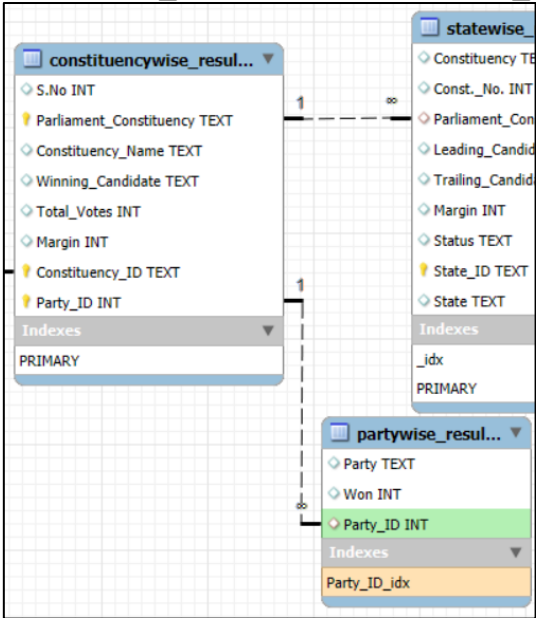 constituencywise_resul...
S.No INT
Parliament_Constituency TEXT
Constituency_Name TEXT
Winning_Candidate TEXT
Total_Votes INT
Margin INT
Constituency_ID TEXT
Party_ID INT
Indexes
PRIMARY
1
∞
1
∞
statewise_
Constituency TE
Const._No. INT
Parliament_Con
Leading_Candid
Trailing_Candid
Margin INT
Status TEXT
State_ID TEXT
State TEXT
Indexes
_idx
PRIMARY
partywise_resul...
Party TEXT
Won INT
Party_ID INT
Indexes
Party_ID_idx